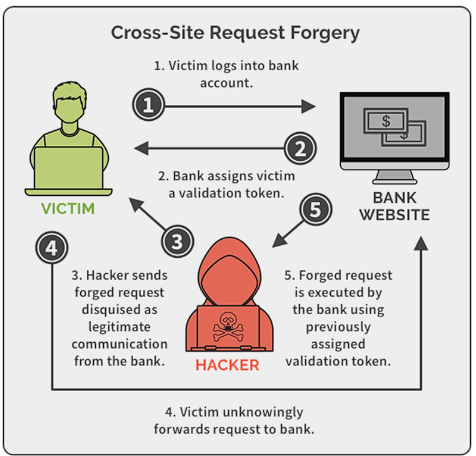 Cross-Site Request Forgery
1. Victim logs into bank
account.
1
2
2. Bank assigns victim
a validation token.
$
$
VICTIM
BANK
WEBSITE
3
5
4
3. Hacker sends
forged request
disquised as
legitimate
communication
from the bank.
HACKER
5. Forged request
is executed by
the bank using
previously
assigned
validation token.
4. Victim unknowingly
forwards request to bank.